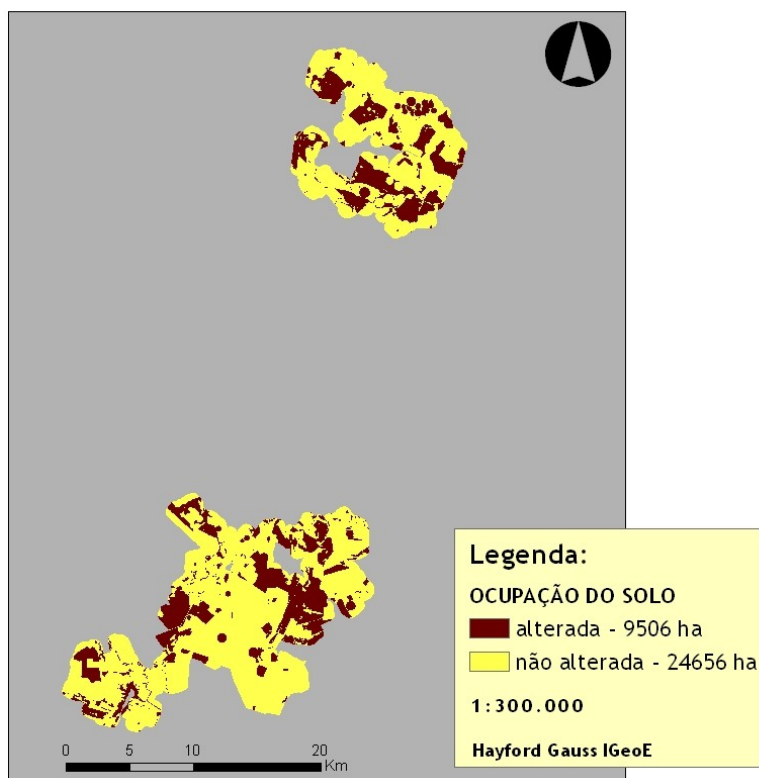 Legenda:
OCUPAÇÃO DO SOLO
alterada - 9506 ha
não alterada - 24656 ha
1:300.000
Hayford Gauss IGeoE
0 5 10 20
Km